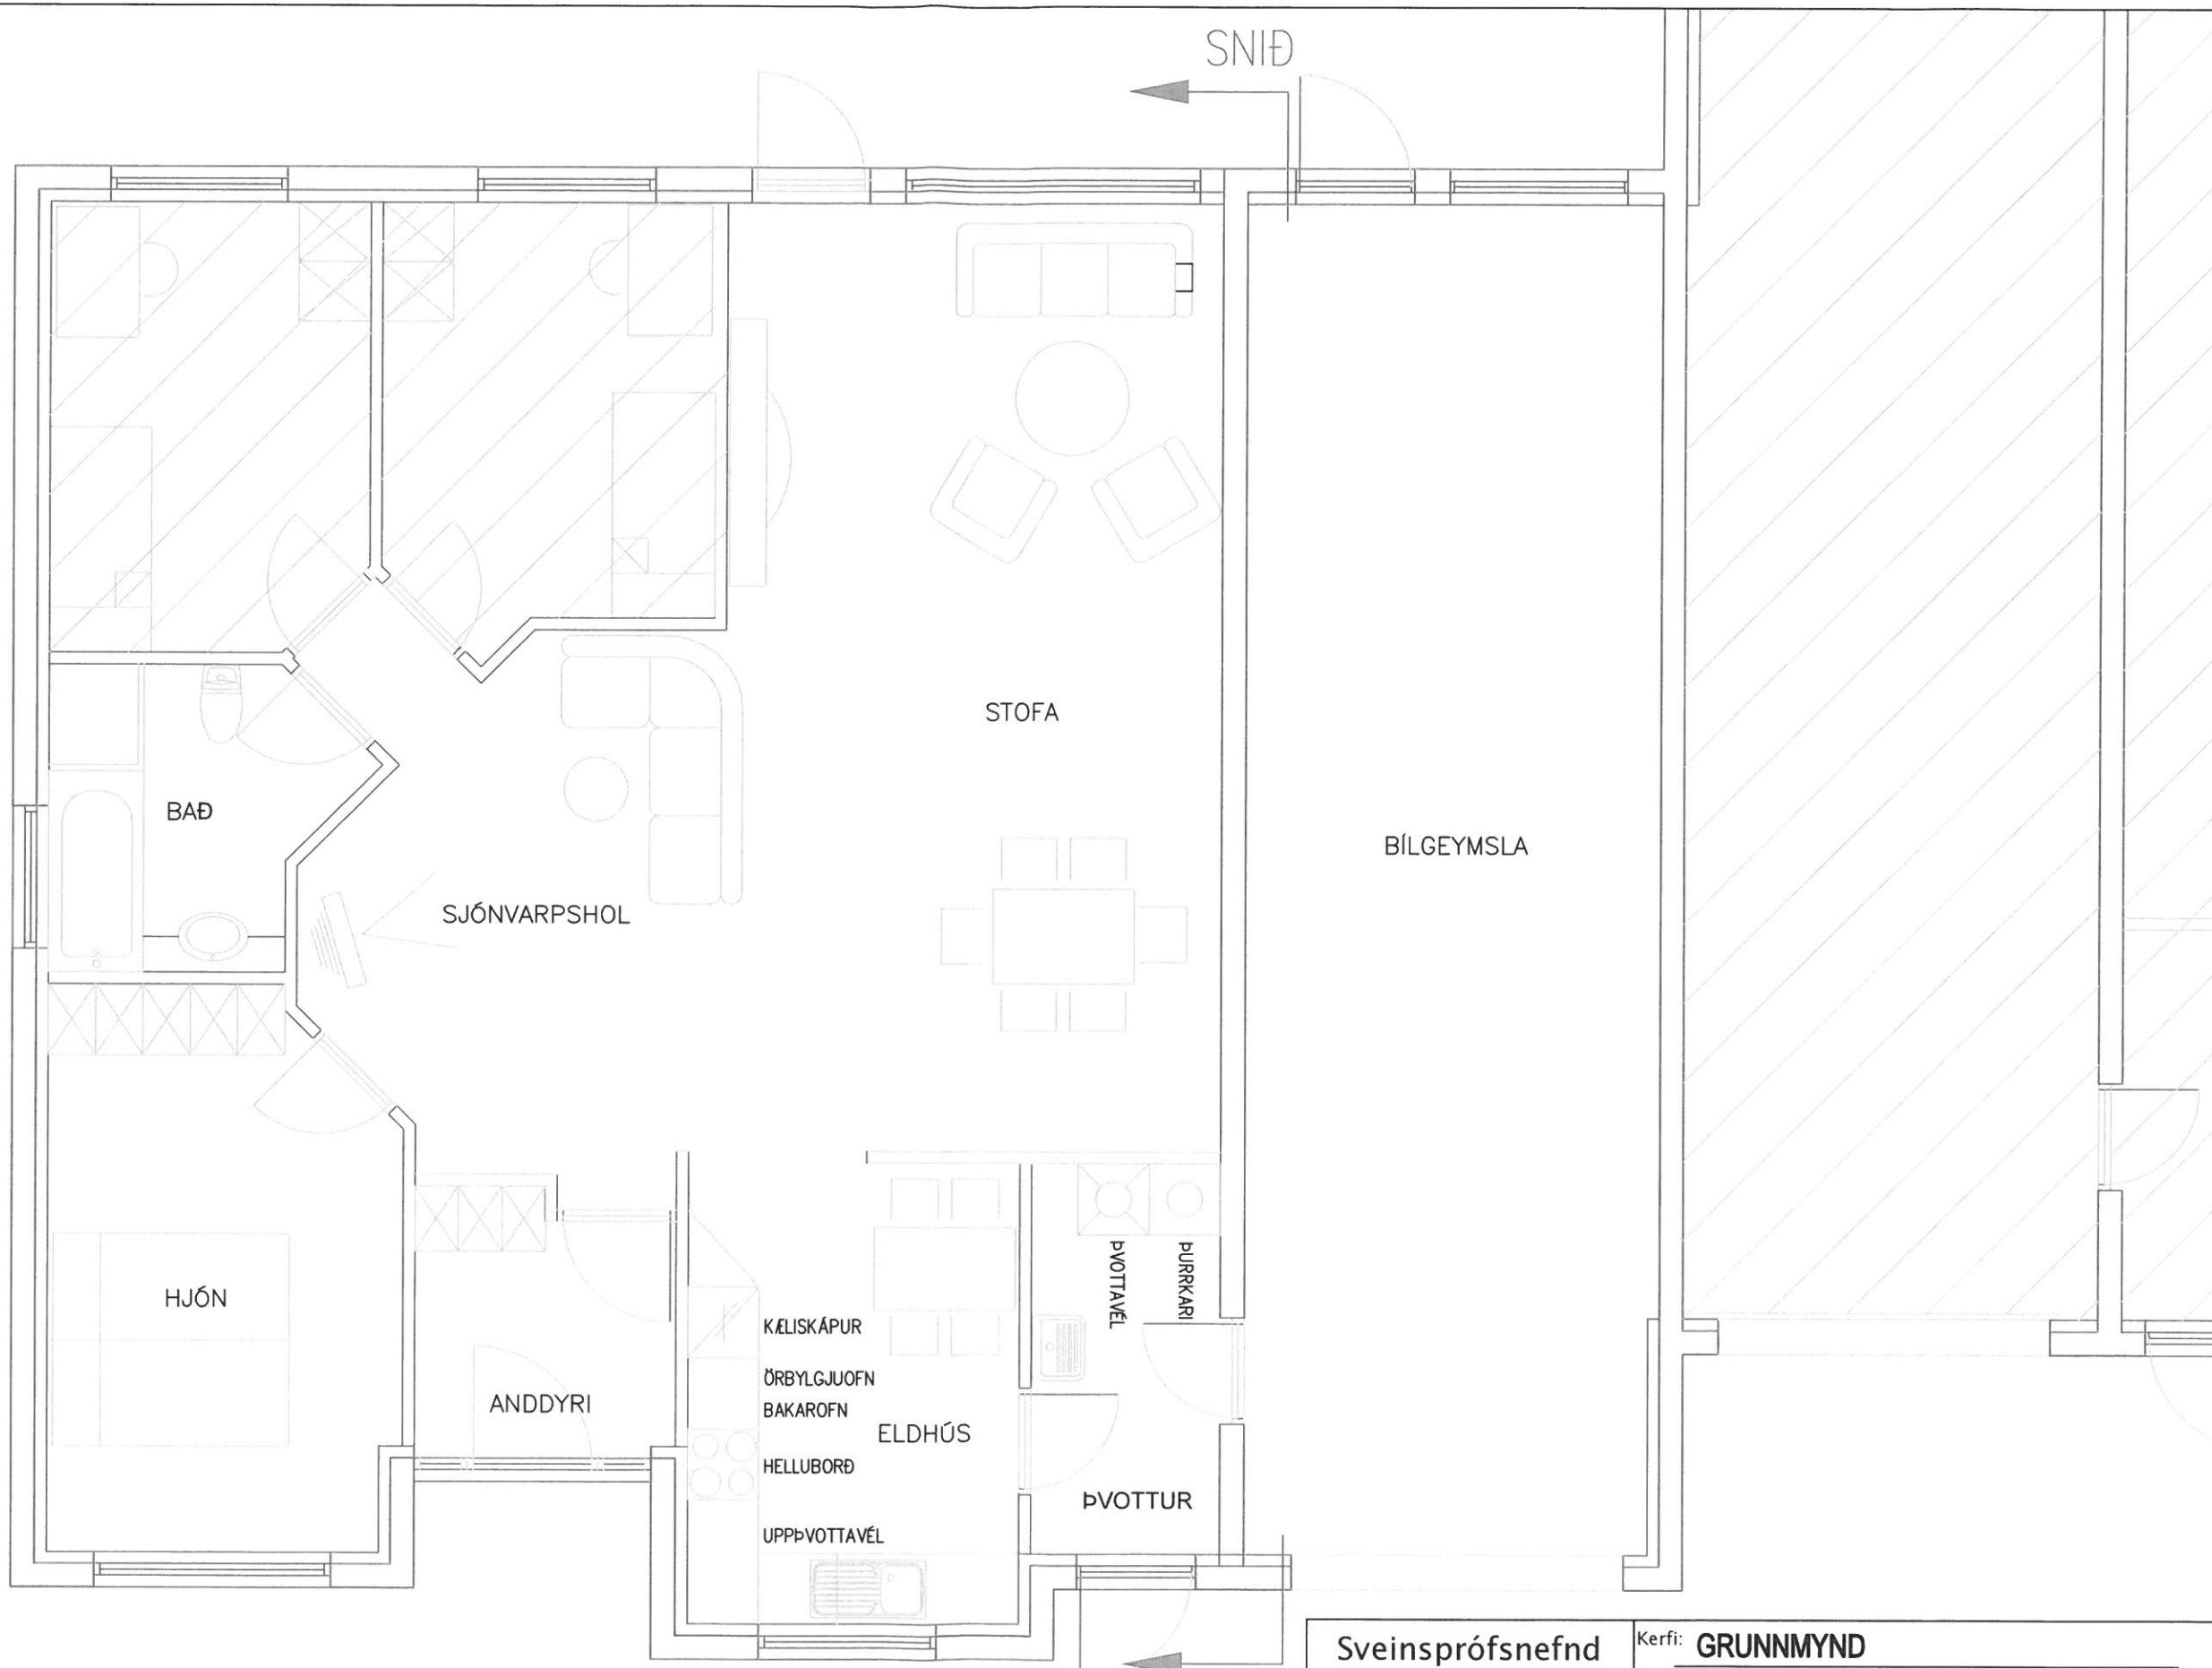 SNIÐ
STOFA
BAÐ
BÍLGEYMSLA
SJÓNVARPSHOL
ÞVOTTAVÉL
ÞURRKARI
HJÓN
KÆLISKÁPUR
ÖRBYLGJUOFN
ANDDYRI
BAKAROFN
ELDHÚS
HELLUBORÐ
ÞVOTTUR
UPPÞVOTTAVÉL
Sveinsprófsnefnd
Kerfi: GRUNNMYND